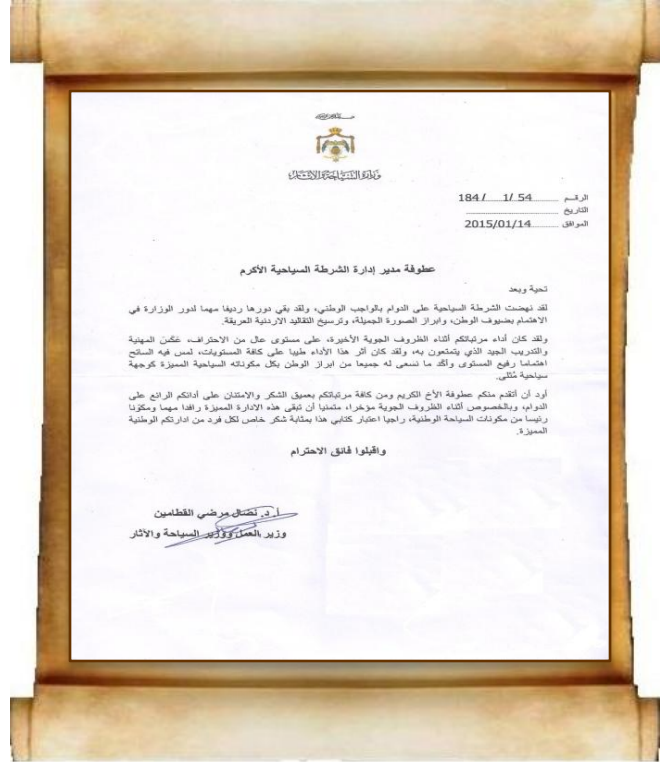 وزارة السياحة والآثار
الرقم 184 / 1/ 54
التاريخ
الموافق 2015/01/14
عطوفة مدير إدارة الشرطة السياحية الأكرم
تحية وبعد
لقد نهضت الشرطة السياحية على الدوام بالواجب الوطني، ولقد بقي دورها رديفا مهما لدور الوزارة في
الاهتمام بضيوف الوطن، وابراز الصورة الجميلة، وترسيخ التقاليد الاردنية العريقة.
ولقد كان أداء مرتباتكم أثناء الظروف الجوية الأخيرة، على مستوى عال من الاحتراف، عكس المهنية
والتدريب الجيد الذي يتمتعون به، ولقد كان أثر هذا الأداء طيبا على كافة المستويات، لمس فيه السائح
اهتماما رفيع المستوى وأكد ما نسعى له جميعا من ابراز الوطن بكل مكوناته السياحية المميزة كوجهة
سياحية مُثلى.
أود أن أتقدم منكم عطوفة الأخ الكريم ومن كافة مرتباتكم بعميق الشكر والامتنان على أدائكم الرائع على
الدوام، وبالخصوص أثناء الظروف الجوية مؤخرا، متمنيا أن تبقى هذه الادارة المميزة رافدا مهما ومكوّنا
رئيسا من مكونات السياحة الوطنية، راجيا اعتبار كتابي هذا بمثابة شكر خاص لكل فرد من ادارتكم الوطنية
المميزة.
واقبلوا فائق الاحترام
أ. د. نضال مرضي القطامين
وزير العمل ووزير السياحة والآثار